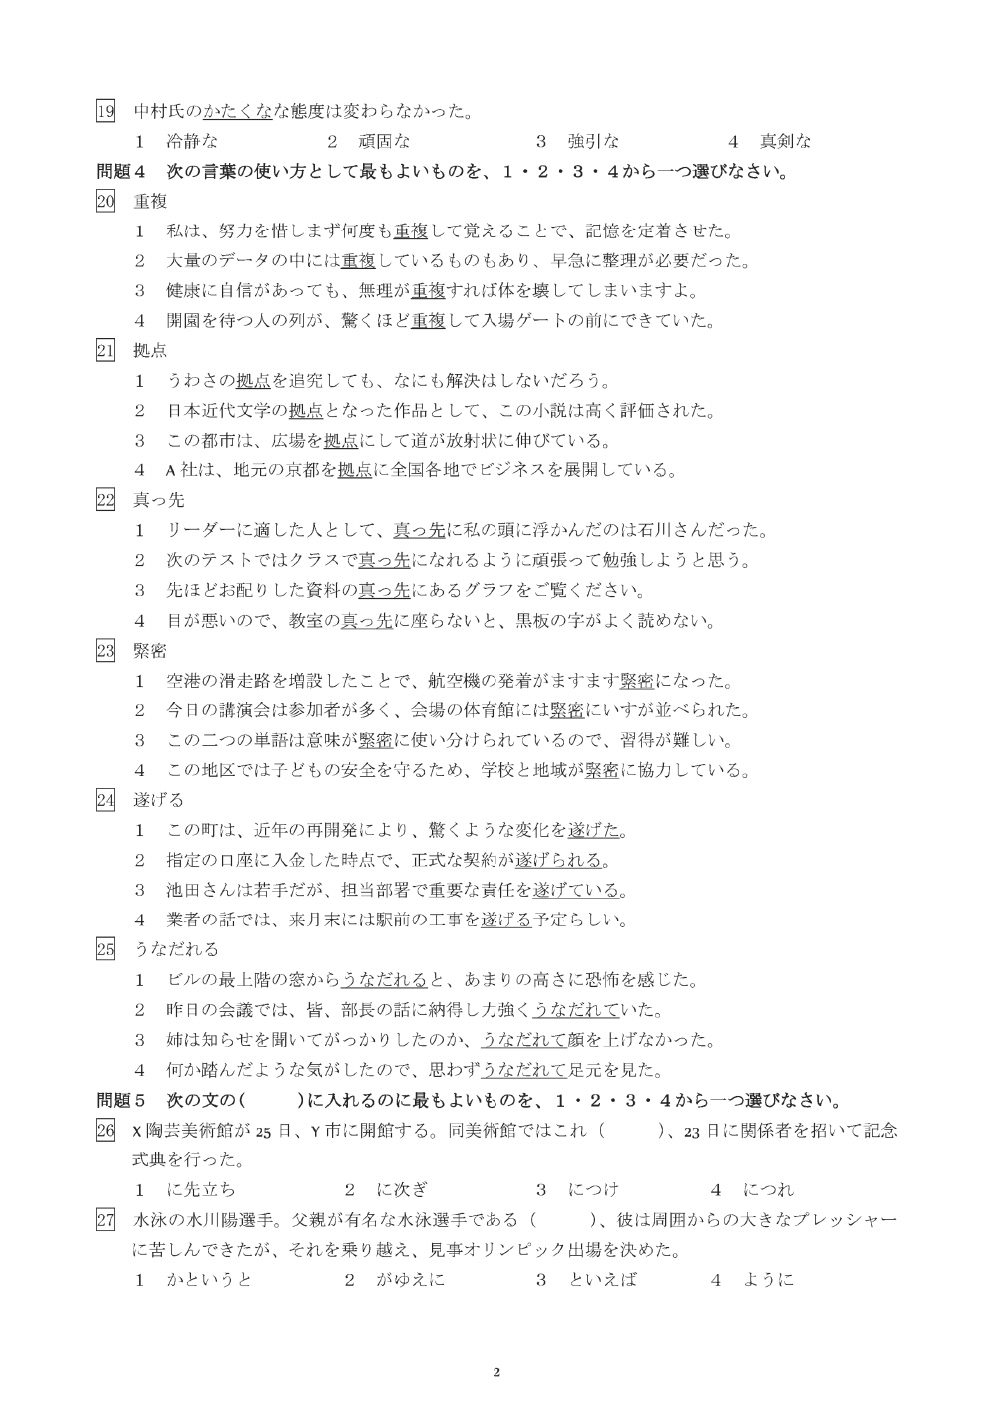 19 中村氏のかたくなな態度は変わらなかった。
1 冷静な 2 頑固な 3 強引な 4 真剣な
問題4 次の言葉の使い方として最もよいものを、1・2・3・4から一つ選びなさい。
20 重複
1 私は、努力を惜しまず何度も重複して覚えることで、記憶を定着させた。
2 大量のデータの中には重複しているものもあり、早急に整理が必要だった。
3 健康に自信があっても、無理が重複すれば体を壊してしまいますよ。
4 開園を待つ人の列が、驚くほど重複して入場ゲートの前にできていた。
21 拠点
1 うわさの拠点を追究しても、なにも解決はしないだろう。
2 日本近代文学の拠点となった作品として、この小説は高く評価された。
3 この都市は、広場を拠点にして道が放射状に伸びている。
4 A社は、地元の京都を拠点に全国各地でビジネスを展開している。
22 真っ先
1 リーダーに適した人として、真っ先に私の頭に浮かんだのは石川さんだった。
2 次のテストではクラスで真っ先になれるように頑張って勉強しようと思う。
3 先ほどお配りした資料の真っ先にあるグラフをご覧ください。
4 目が悪いので、教室の真っ先に座らないと、黒板の字がよく読めない。
23 緊密
1 空港の滑走路を増設したことで、航空機の発着がますます緊密になった。
2 今日の講演会は参加者が多く、会場の体育館には緊密にいすが並べられた。
3 この二つの単語は意味が緊密に使い分けられているので、習得が難しい。
4 この地区では子どもの安全を守るため、学校と地域が緊密に協力している。
24 遂げる
1 この町は、近年の再開発により、驚くような変化を遂げた。
2 指定の口座に入金した時点で、正式な契約が遂げられる。
3 池田さんは若手だが、担当部署で重要な責任を遂げている。
4 業者の話では、来月末には駅前の工事を遂げる予定らしい。
25 うなだれる
1 ビルの最上階の窓からうなだれると、あまりの高さに恐怖を感じた。
2 昨日の会議では、皆、部長の話に納得し力強くうなだれていた。
3 姉は知らせを聞いてがっかりしたのか、うなだれて顔を上げなかった。
4 何か踏んだような気がしたので、思わずうなだれて足元を見た。
問題5 次の文の( )に入れるのに最もよいものを、1・2・3・4から一つ選びなさい。
26 X陶芸美術館が25日、Y市に開館する。同美術館ではこれ( )、23日に関係者を招いて記念
式典を行った。
1 に先立ち 2 に次ぎ 3 につけ 4 につれ
27 水泳の水川陽選手。父親が有名な水泳選手である( )、彼は周囲からの大きなプレッシャー
に苦しんできたが、それを乗り越え、見事オリンピック出場を決めた。
1 かというと 2 がゆえに 3 といえば 4 ように
2